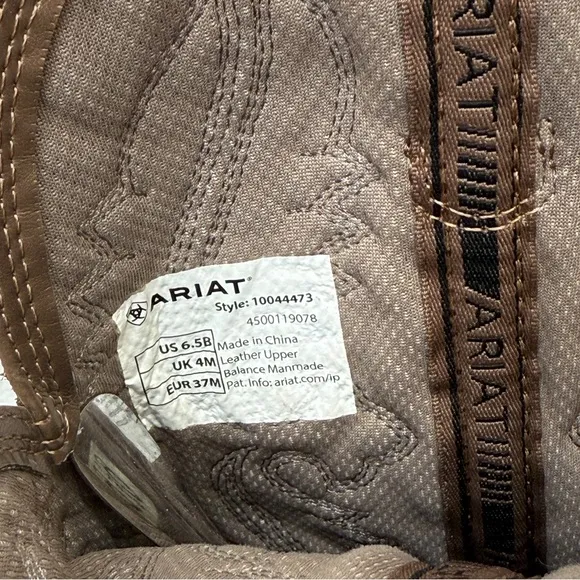 ARIAT
Style: 10044473
4500119078
US 6.5B
UK 4M
EUR 37M
Made in China
Leather Upper
Balance Manmade
Pat. Info: ariat.com/ip
ARIAT
ARIAT
ARIAT